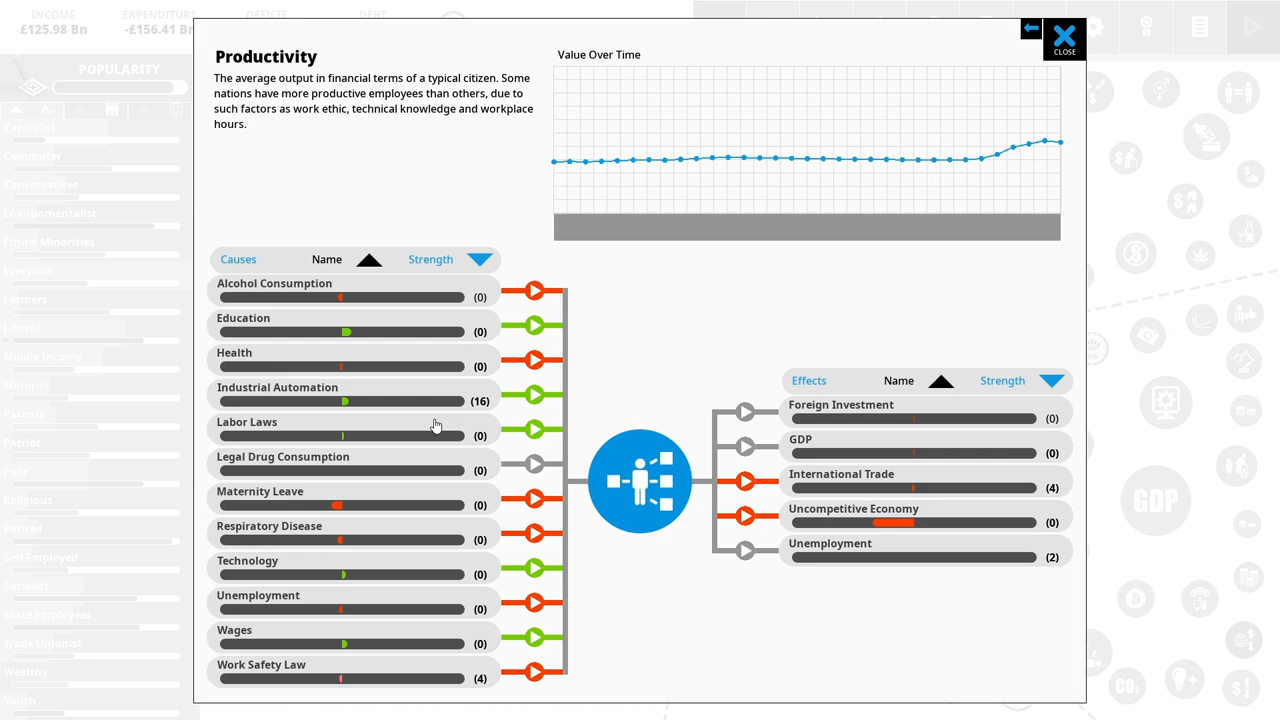 INCOME
EXPENDITURE
DEFICIT
DEBT
£125.98 Bn
-£156.41 Bn
POPULARITY
Capitalist
Commuter
Conservatives
Environmentalist
Ethnic Minorities
Everyone
Farmers
Liberal
Middle Income
Motorist
Parents
Patriot
Poor
Religious
Retired
Self Employed
Socialist
State Employees
Trade Unionist
Wealthy
Youth
CLOSE
Productivity
The average output in financial terms of a typical citizen. Some
nations have more productive employees than others, due to
such factors as work ethic, technical knowledge and workplace
hours.
Value Over Time
Causes Name Strength
Alcohol Consumption
(0)
Education
(0)
Health
(0)
Industrial Automation
(16)
Labor Laws
(0)
Legal Drug Consumption
(0)
Maternity Leave
(0)
Respiratory Disease
(0)
Technology
(0)
Unemployment
(0)
Wages
(0)
Work Safety Law
(4)
Effects Name Strength
Foreign Investment
(0)
GDP
(0)
International Trade
(4)
Uncompetitive Economy
(0)
Unemployment
(2)
GDP
CO₂